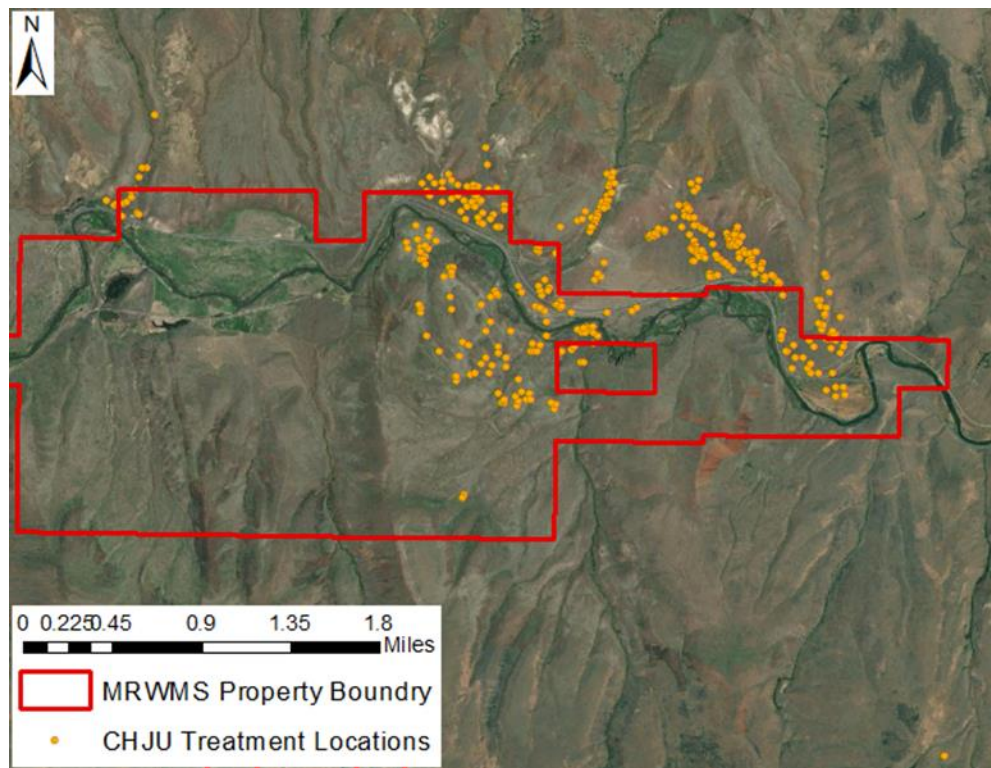 N
0 0.225 0.45 0.9 1.35 1.8
Miles
MRWMS Property Boundry
CHJU Treatment Locations